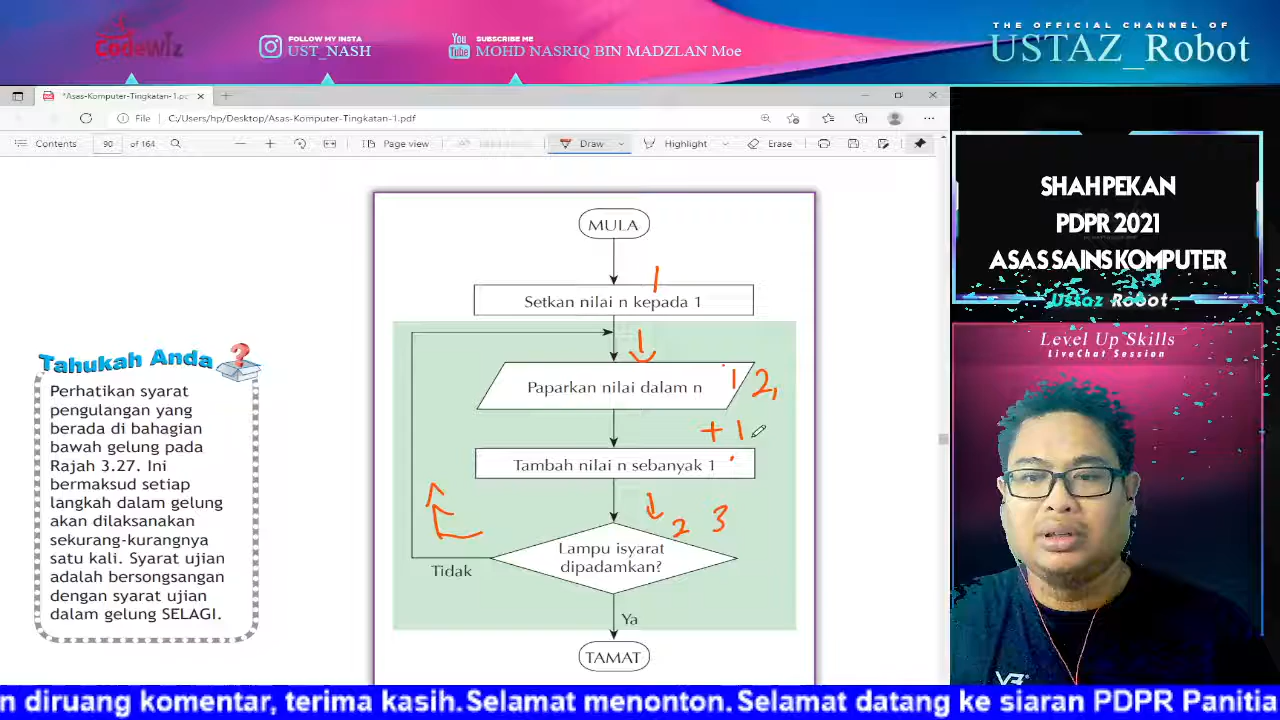 CodeWiz
FOLLOW MY INSTA
UST_NASH
SUBSCRIBE ME
You Tube
MOHD NASRIQ BIN MADZLAN Moe
THE OFFICIAL CHANNEL OF
USTAZ_Robot
*Asas-Komputer-Tingkatan-1.pdf
File
C:/Users/hp/Desktop/Asas-Komputer-Tingkatan-1.pdf
Contents
90 of 164
Page view
Draw
Highlight
Erase
MULA
1
Setkan nilai n kepada 1
Paparkan nilai dalam n
1 2,
+ 1
Tambah nilai n sebanyak 1
2 3
Lampu isyarat
dipadamkan?
Tidak
Ya
TAMAT
Tahukah Anda
?
Perhatikan syarat
pengulangan yang
berada di bahagian
bawah gelung pada
Rajah 3.27. Ini
bermaksud setiap
langkah dalam gelung
akan dilaksanakan
sekurang-kurangnya
satu kali. Syarat ujian
adalah bersongsangan
dengan syarat ujian
dalam gelung SELAGI.
SHAH PEKAN
PDPR 2021
ASAS SAINS KOMPUTER
Ustaz Robot
Level Up Skills
LiveChat Session
n diruang komentar, terima kasih. Selamat menonton. Selamat datang ke siaran PDPR Panitia